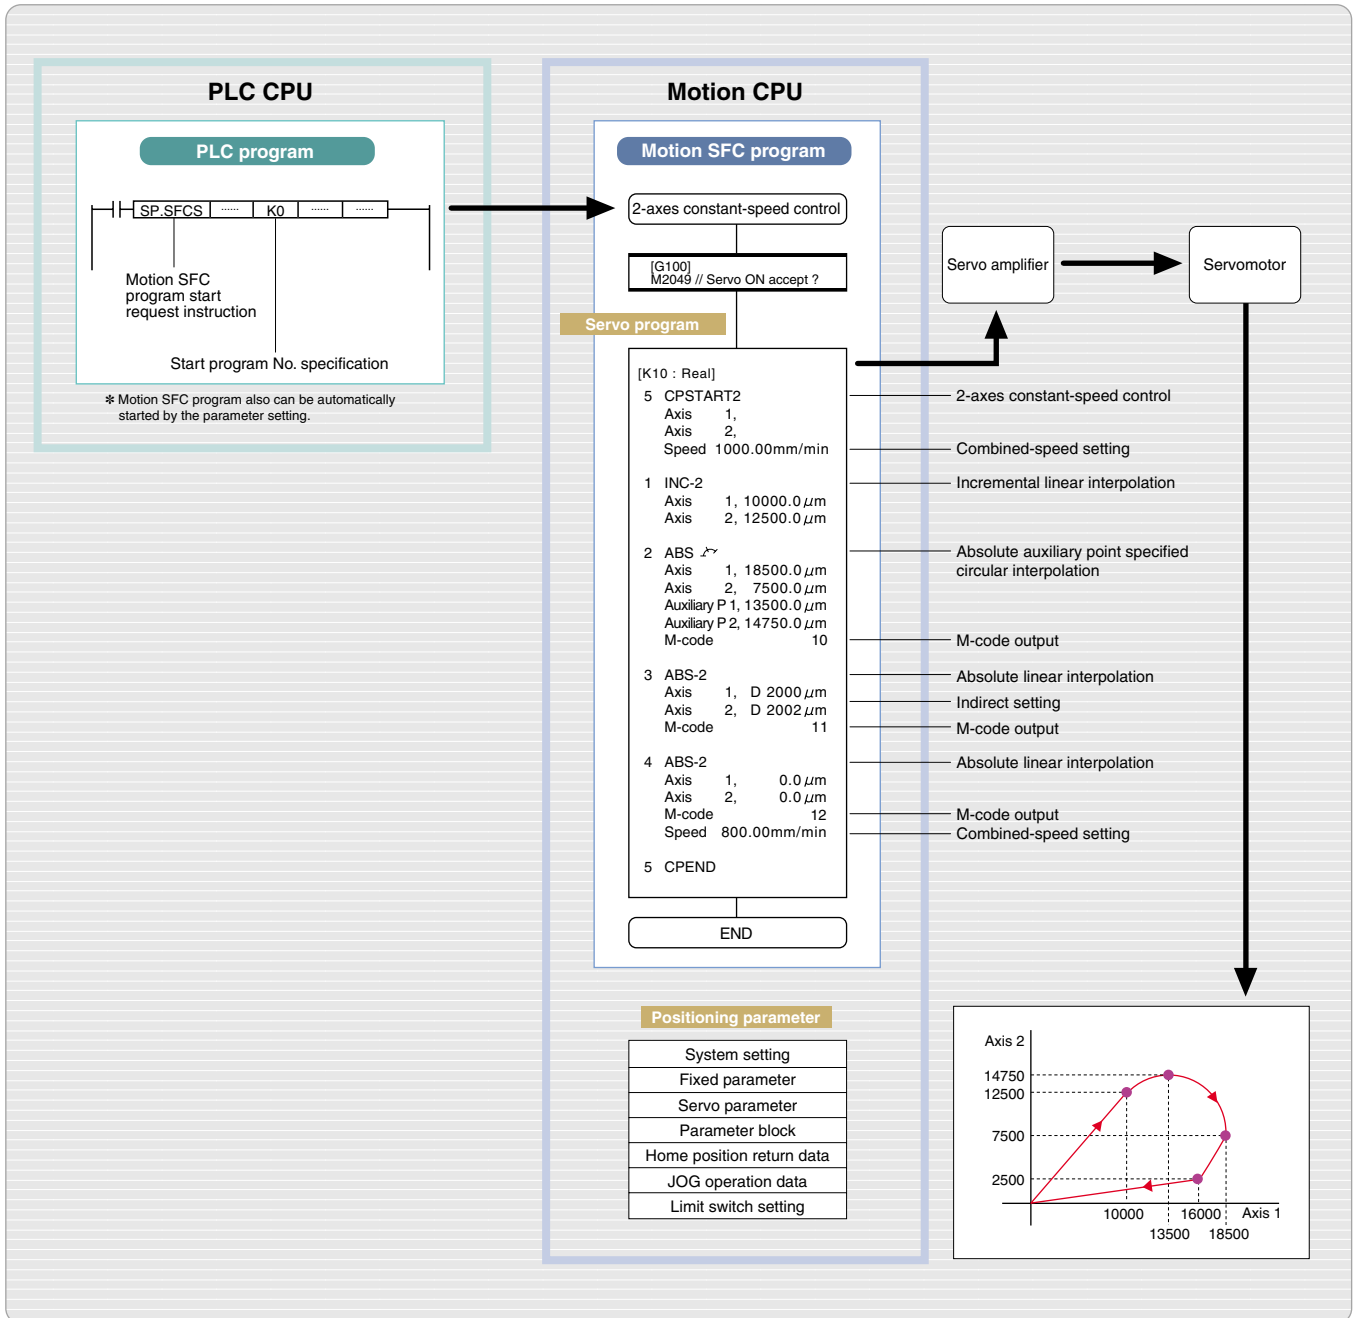 PLC CPU
PLC program
SP.SFCS ...... K0 ...... ......
Motion SFC
program start
request instruction
Start program No. specification
✻ Motion SFC program also can be automatically
started by the parameter setting.
Motion CPU
Motion SFC program
2-axes constant-speed control
[G100]
M2049 // Servo ON accept ?
Servo program
[K10 : Real]
5 CPSTART2
Axis 1,
Axis 2,
Speed 1000.00mm/min
1 INC-2
Axis 1, 10000.0 μm
Axis 2, 12500.0 μm
2 ABS
Axis 1, 18500.0 μm
Axis 2, 7500.0 μm
Auxiliary P 1, 13500.0 μm
Auxiliary P 2, 14750.0 μm
M-code 10
3 ABS-2
Axis 1, D 2000 μm
Axis 2, D 2002 μm
M-code 11
4 ABS-2
Axis 1, 0.0 μm
Axis 2, 0.0 μm
M-code 12
Speed 800.00mm/min
5 CPEND
END
2-axes constant-speed control
Combined-speed setting
Incremental linear interpolation
Absolute auxiliary point specified
circular interpolation
M-code output
Absolute linear interpolation
Indirect setting
M-code output
Absolute linear interpolation
M-code output
Combined-speed setting
Servo amplifier
Servomotor
Positioning parameter
System setting
Fixed parameter
Servo parameter
Parameter block
Home position return data
JOG operation data
Limit switch setting
Axis 2
14750
12500
7500
2500
10000 16000 Axis 1
13500 18500